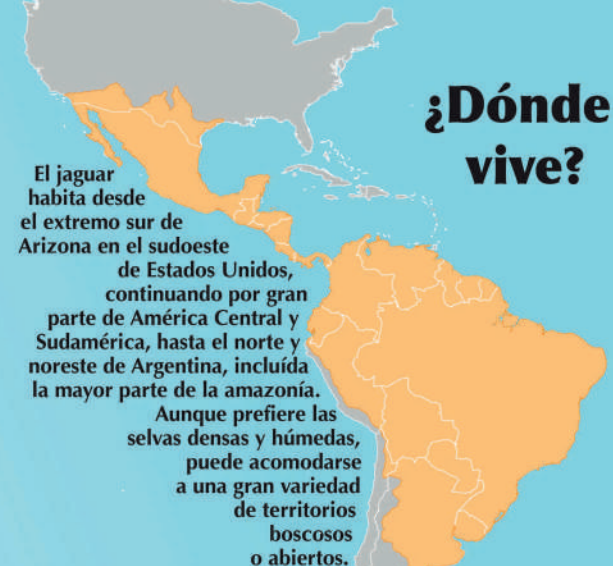 ¿Dónde
vive?
El jaguar
habita desde
el extremo sur de
Arizona en el sudoeste
de Estados Unidos,
continuando por gran
parte de América Central y
Sudamérica, hasta el norte y
noreste de Argentina, incluída
la mayor parte de la amazonía.
Aunque prefiere las
selvas densas y húmedas,
puede acomodarse
a una gran variedad
de territorios
boscosos
o abiertos.